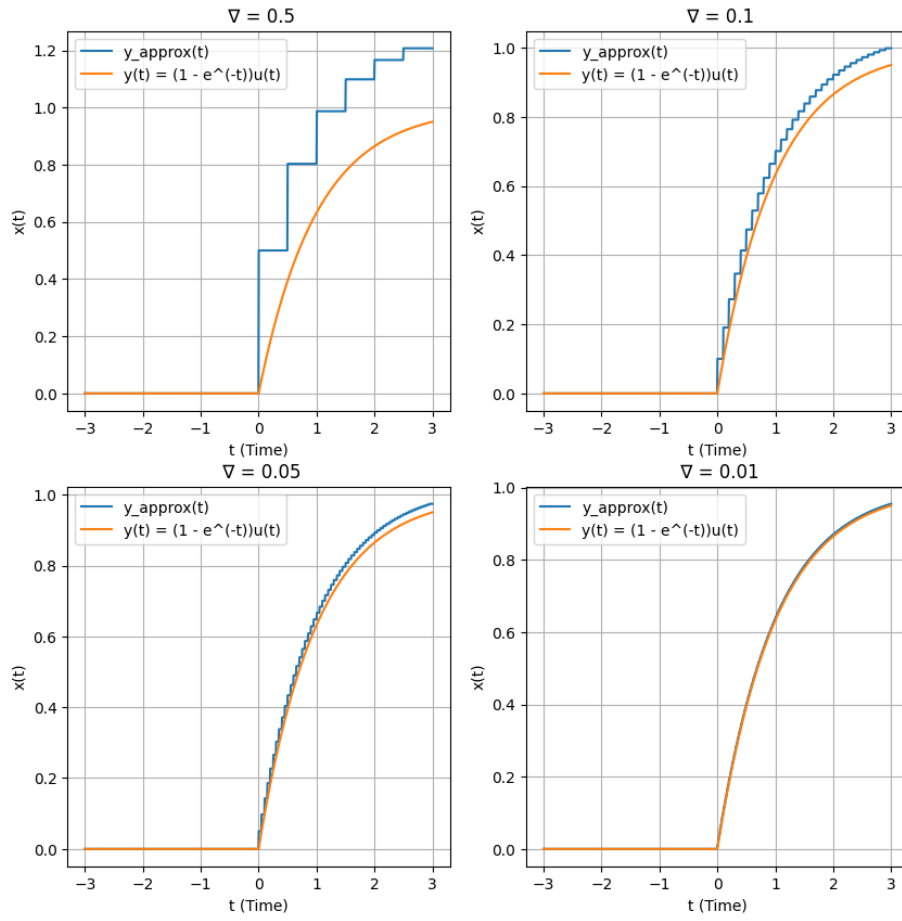 ∇ = 0.5
y_approx(t)
y(t) = (1 - e^(-t))u(t)
x(t)
1.2
1.0
0.8
0.6
0.4
0.2
0.0
−3 −2 −1 0 1 2 3
t (Time)
∇ = 0.1
y_approx(t)
y(t) = (1 - e^(-t))u(t)
x(t)
1.0
0.8
0.6
0.4
0.2
0.0
−3 −2 −1 0 1 2 3
t (Time)
∇ = 0.05
y_approx(t)
y(t) = (1 - e^(-t))u(t)
x(t)
1.0
0.8
0.6
0.4
0.2
0.0
−3 −2 −1 0 1 2 3
t (Time)
∇ = 0.01
y_approx(t)
y(t) = (1 - e^(-t))u(t)
x(t)
1.0
0.8
0.6
0.4
0.2
0.0
−3 −2 −1 0 1 2 3
t (Time)